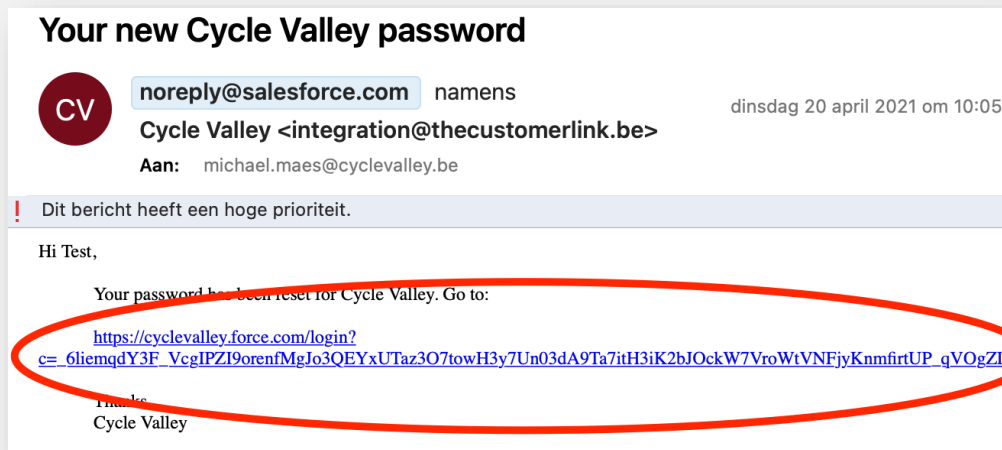 Your new Cycle Valley password
CV
noreply@salesforce.com namens
Cycle Valley <integration@thecustomerlink.be>
dinsdag 20 april 2021 om 10:05
Aan: michael.maes@cyclevalley.be
! Dit bericht heeft een hoge prioriteit.
Hi Test,
Your password has been reset for Cycle Valley. Go to:
https://cyclevalley.force.com/login?
c=_6liemqdY3F_VcgIPZI9orenfMgJo3QEYxUTaz3O7towH3y7Un03dA9Ta7itH3iK2bJOckW7VroWtVNFjyKnmfirtUP_qVOgZI
Thanks
Cycle Valley